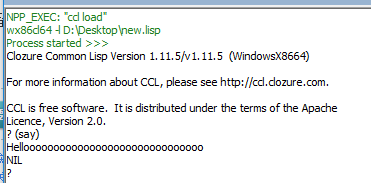 NPP_EXEC: "ccl load"
wx86cl64 -l D:\Desktop\new.lisp
Process started >>>
Clozure Common Lisp Version 1.11.5/v1.11.5  (WindowsX8664)
For more information about CCL, please see http://ccl.clozure.com.
CCL is free software.  It is distributed under the terms of the Apache
Licence, Version 2.0.
? (say)
Helloooooooooooooooooooooooooooooo
NIL
?